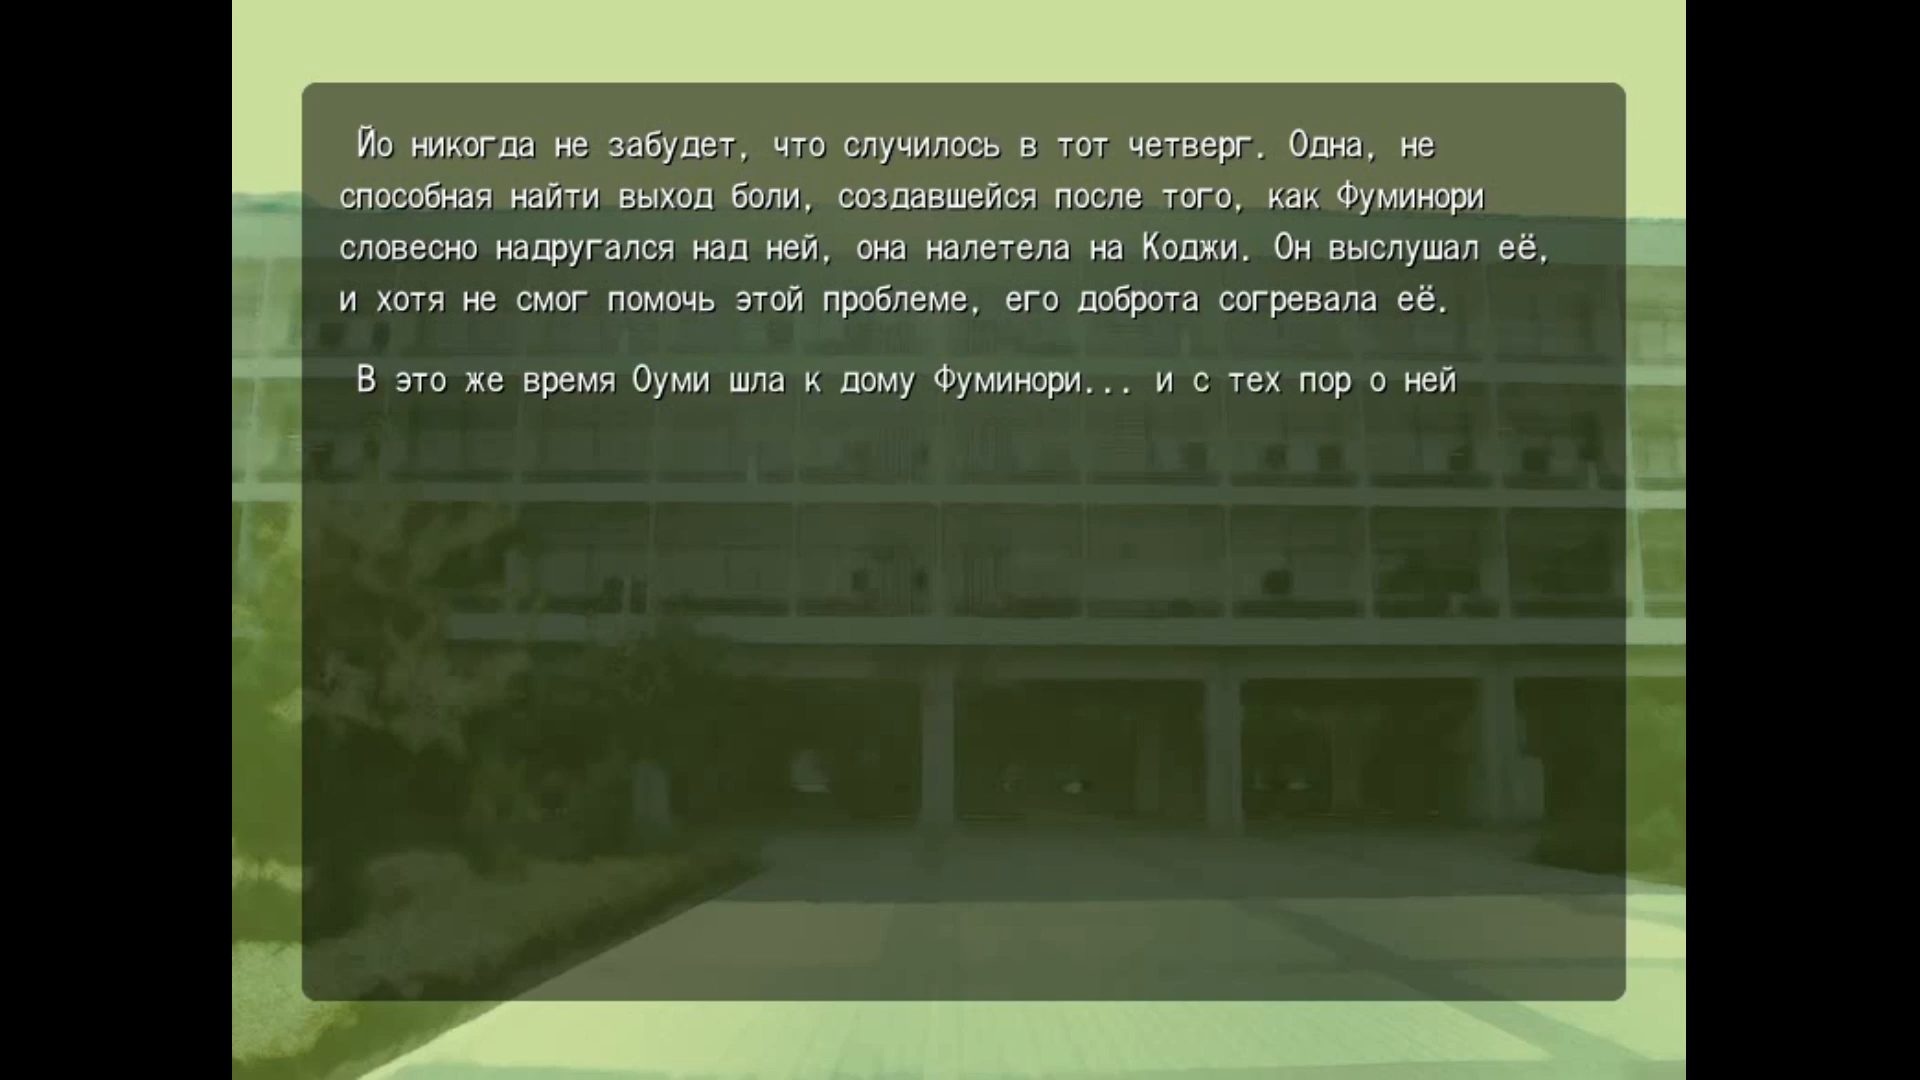 Йо никогда не забудет, что случилось в тот четверг. Одна, не
способная найти выход боли, создавшейся после того, как Фуминори
словесно надругался над ней, она налетела на Коджи. Он выслушал её,
и хотя не смог помочь этой проблеме, его доброта согревала её.
В это же время Оуми шла к дому Фуминори... и с тех пор о ней